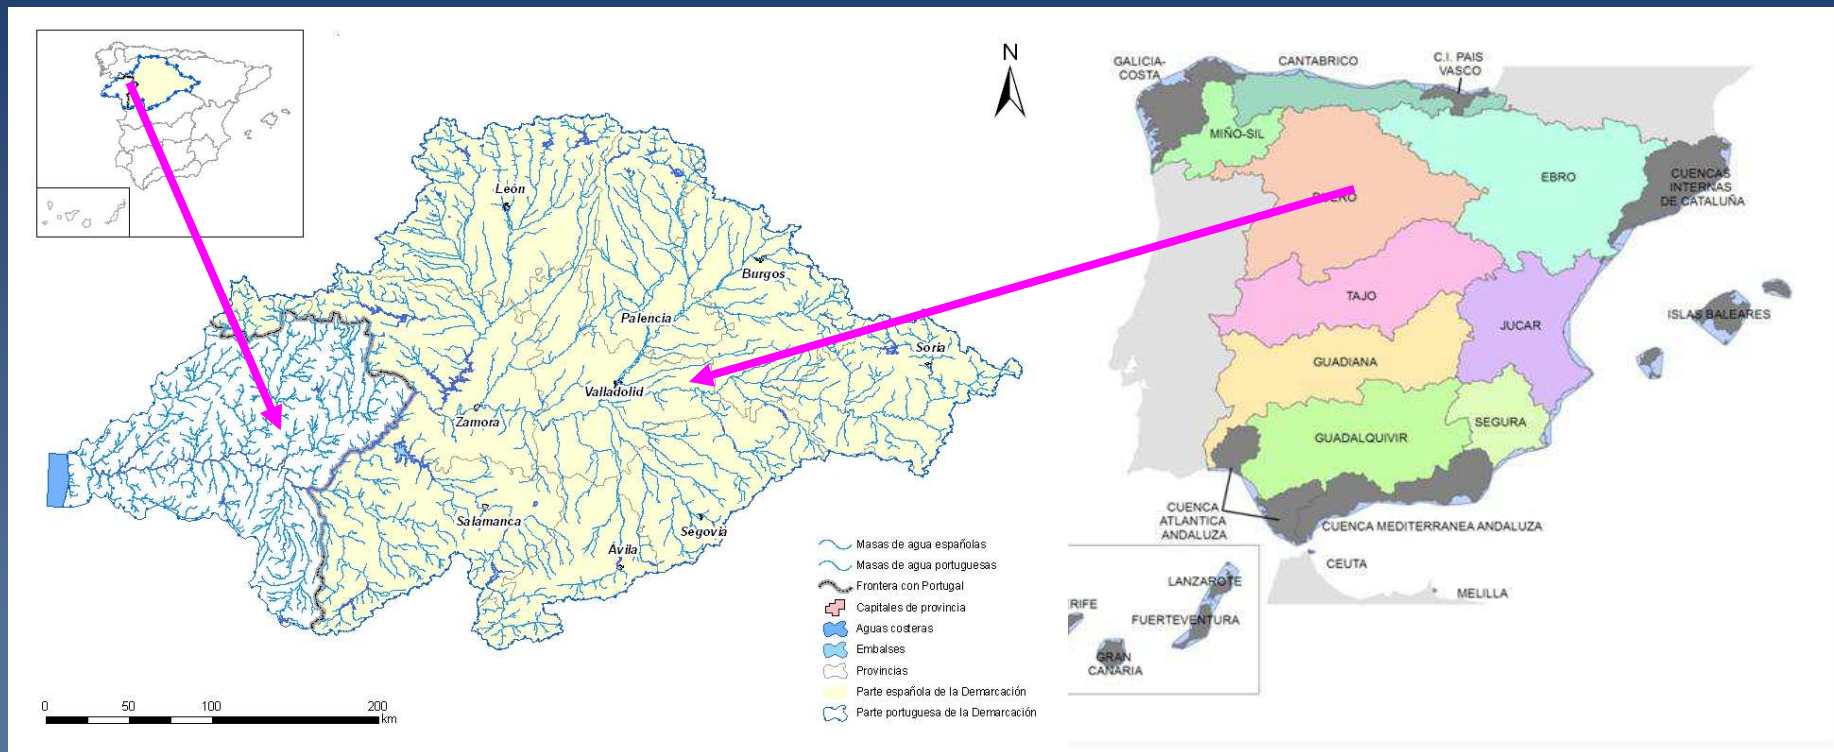 N
León
Burgos
Palencia
Soria
Valladolid
Zamora
Salamanca
Segovia
Ávila
Masas de agua españolas
Masas de agua portuguesas
Frontera con Portugal
Capitales de provincia
Aguas costeras
Embalses
Provincias
Parte española de la Demarcación
Parte portuguesa de la Demarcación
0 50 100 200
km
GALICIA-
COSTA
CANTABRICO
C.I. PAIS
VASCO
MIÑO-SIL
EBRO
CUENCAS
INTERNAS
DE CATALUÑA
DUERO
TAJO
JUCAR
ISLAS BALEARES
GUADIANA
SEGURA
GUADALQUIVIR
CUENCA
ATLANTICA
ANDALUZA
CUENCA MEDITERRANEA ANDALUZA
CEUTA
MELILLA
LANZAROTE
ERIFE
FUERTEVENTURA
GRAN
CANARIA